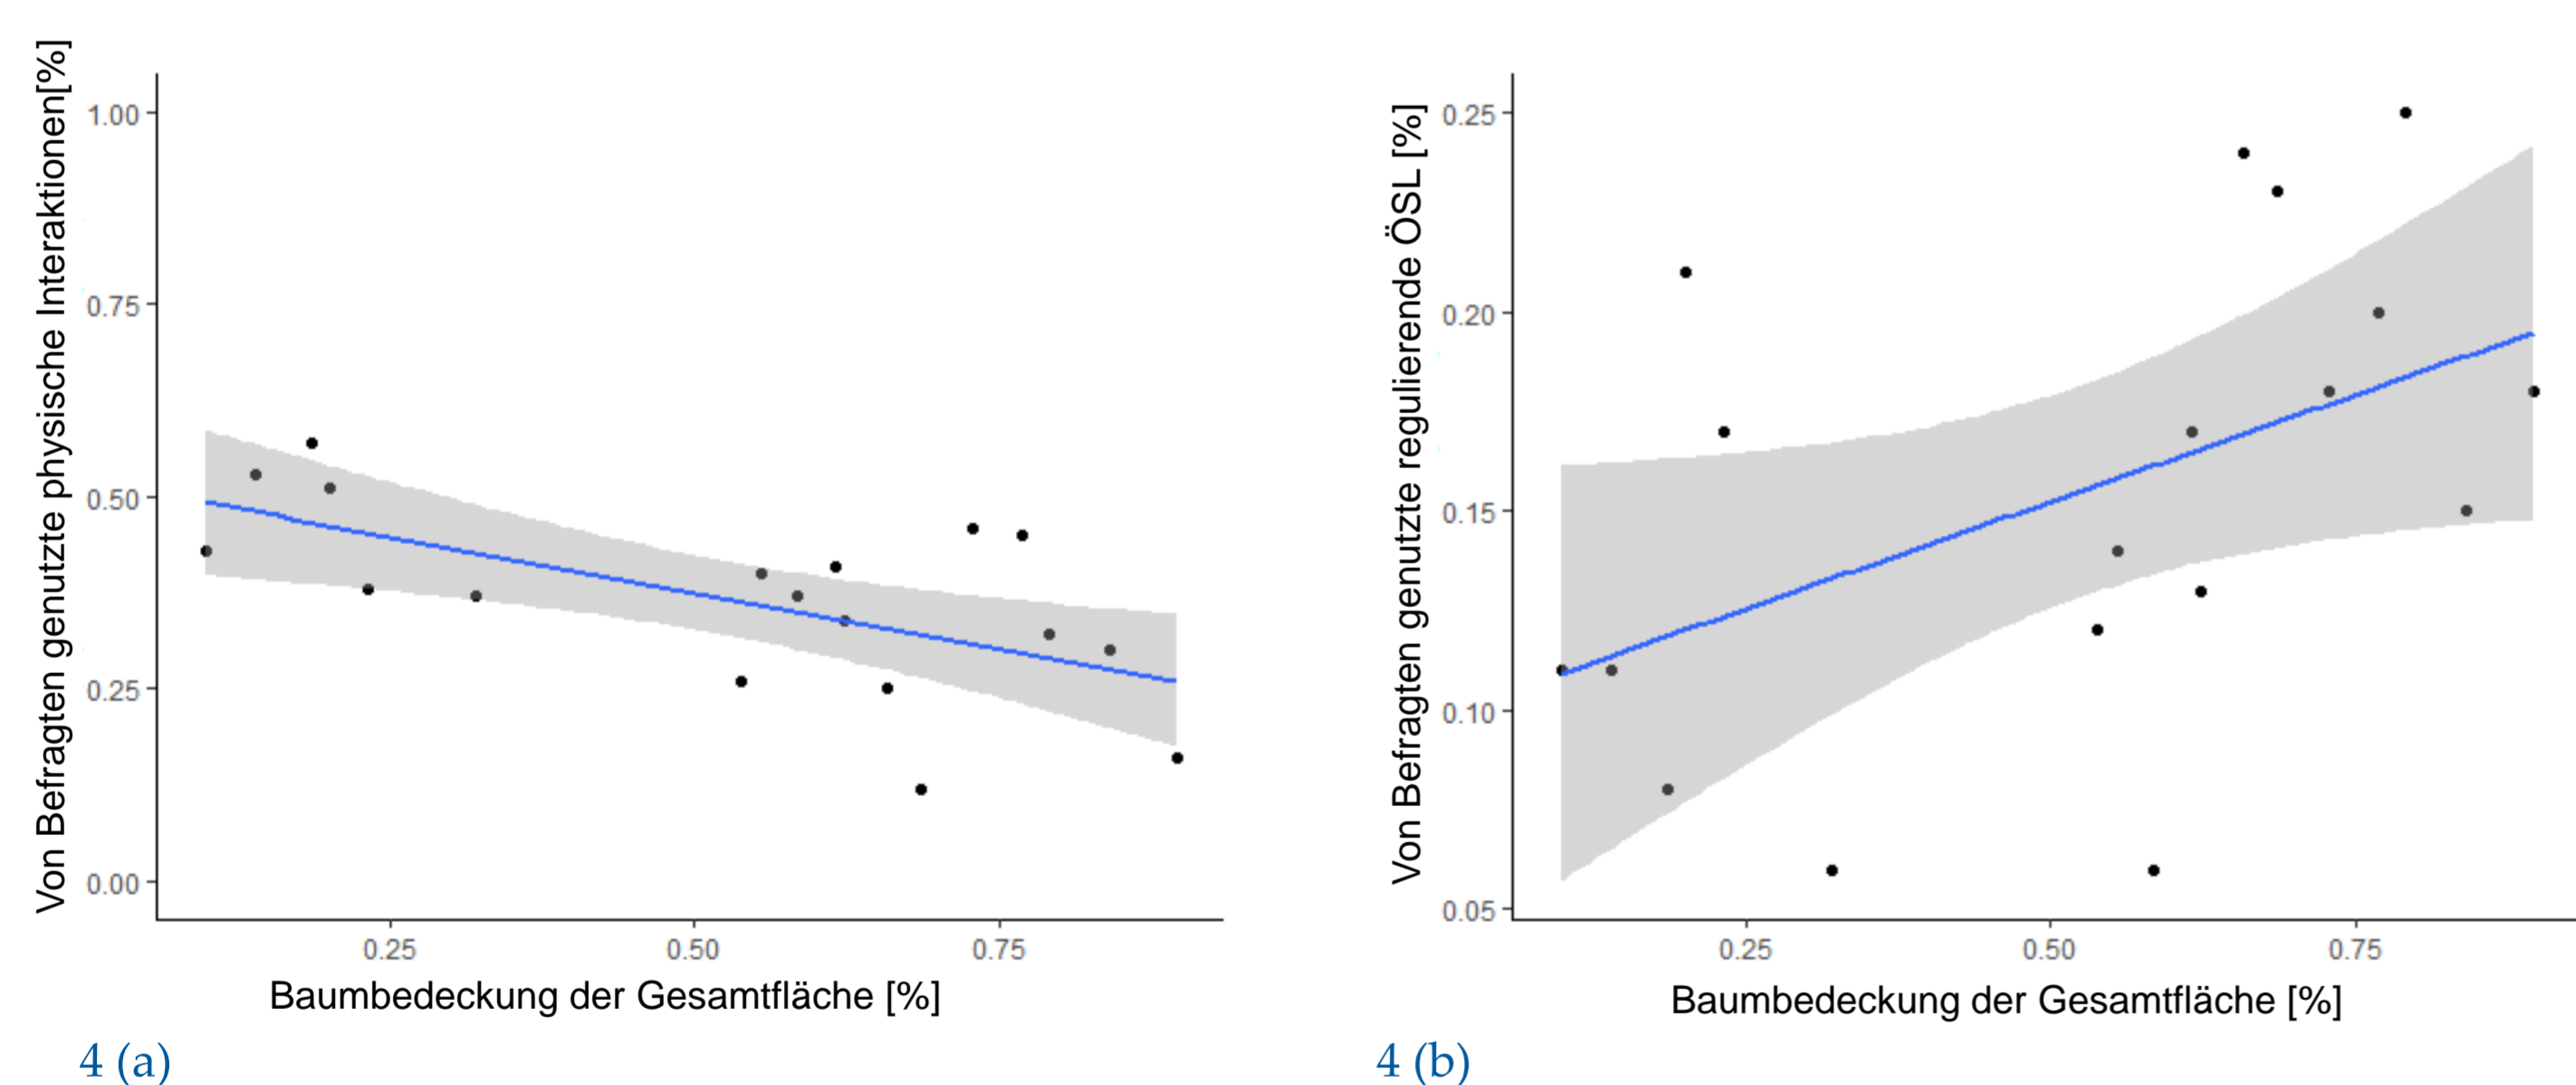 Von Befragten genutzte physische Interaktionen[%]
1.00
0.75
0.50
0.25
0.00
0.25 0.50 0.75
Baumbedeckung der Gesamtfläche [%]
4 (a)
Von Befragten genutzte regulierende ÖSL [%]
0.25
0.20
0.15
0.10
0.05
0.25 0.50 0.75
Baumbedeckung der Gesamtfläche [%]
4 (b)